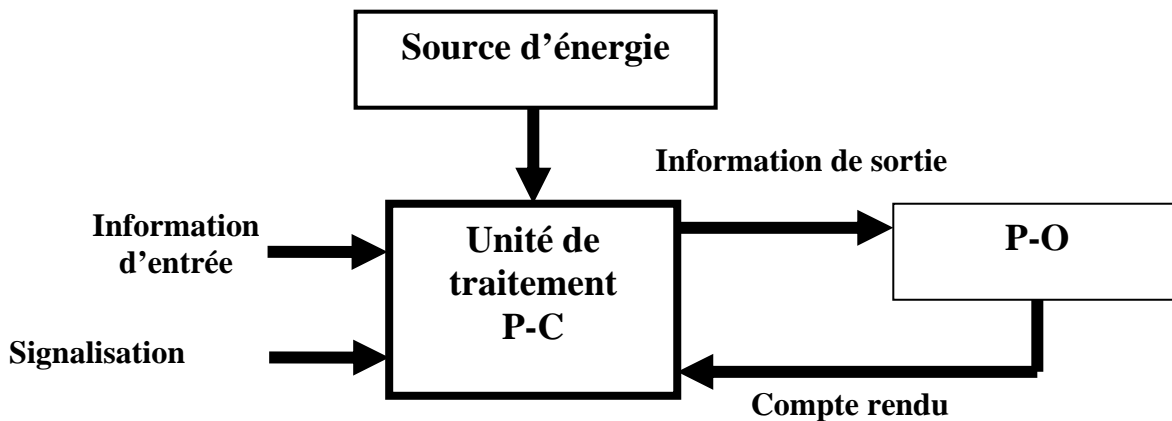 Source d’énergie
Information de sortie
Information
d’entrée
Unité de
traitement
P-C
P-O
Signalisation
Compte rendu